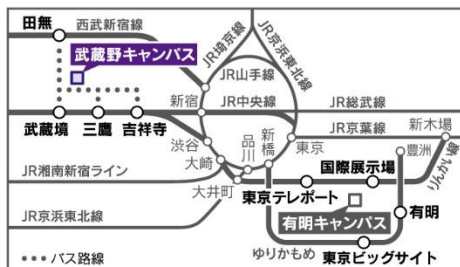 田無
西武新宿線
JR埼京線
JR京浜東北線
武蔵野キャンパス
JR山手線
新宿
JR中央線
JR総武線
武蔵境
三鷹
吉祥寺
渋谷
大崎
品川
新橋
東京
JR京葉線
新木場
豊洲
りんかい線
JR湘南新宿ライン
大井町
東京テレポート
国際展示場
有明キャンパス
有明
JR京浜東北線
ゆりかもめ
東京ビッグサイト
バス路線